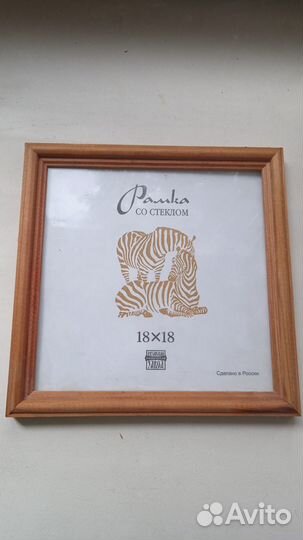 Рамка
СО СТЕКЛОМ
18×18
Сделано в России
Avito